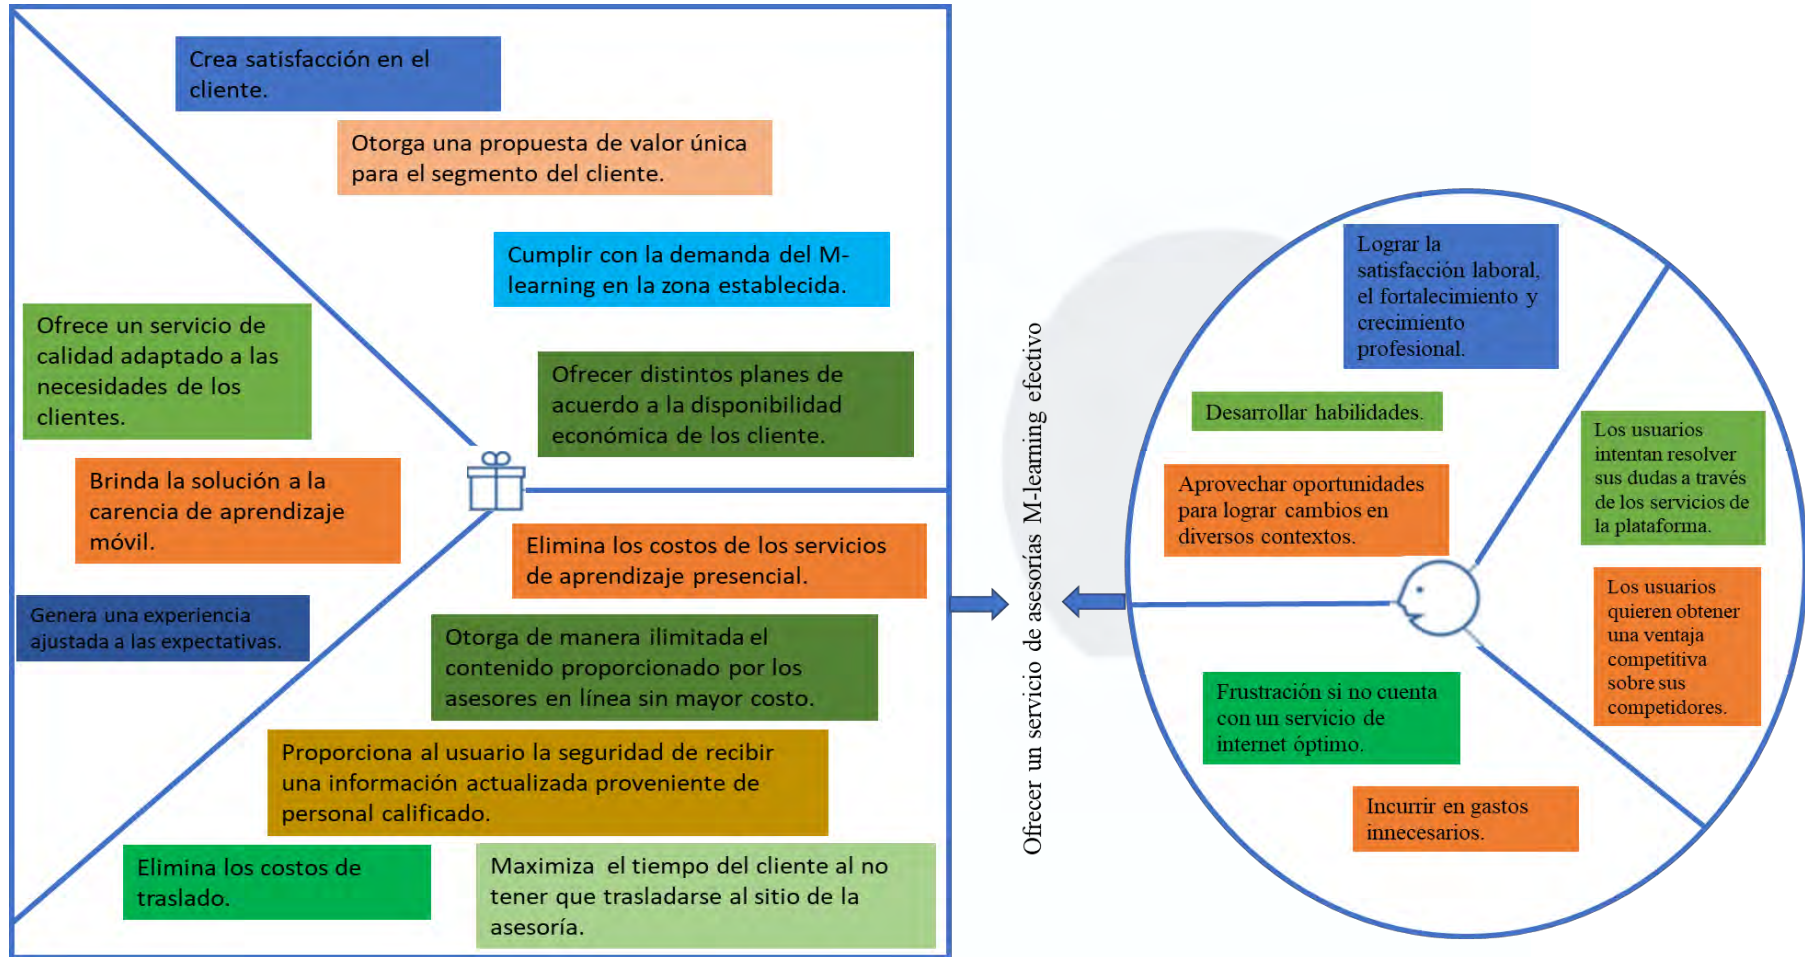 Crea satisfacción en el
cliente.
Otorga una propuesta de valor única
para el segmento del cliente.
Cumplir con la demanda del M-
learning en la zona establecida.
Ofrecer distintos planes de
acuerdo a la disponibilidad
económica de los cliente.
Ofrece un servicio de
calidad adaptado a las
necesidades de los
clientes.
Brinda la solución a la
carencia de aprendizaje
móvil.
Genera una experiencia
ajustada a las expectativas.
Elimina los costos de los servicios
de aprendizaje presencial.
Otorga de manera ilimitada el
contenido proporcionado por los
asesores en línea sin mayor costo.
Proporciona al usuario la seguridad de recibir
una información actualizada proveniente de
personal calificado.
Elimina los costos de
traslado.
Maximiza el tiempo del cliente al no
tener que trasladarse al sitio de la
asesoría.
Ofrecer un servicio de asesorías M-learning efectivo
Lograr la
satisfacción laboral,
el fortalecimiento y
crecimiento
profesional.
Desarrollar habilidades.
Aprovechar oportunidades
para lograr cambios en
diversos contextos.
Los usuarios
intentan resolver
sus dudas a través
de los servicios de
la plataforma.
Los usuarios
quieren obtener
una ventaja
competitiva
sobre sus
competidores.
Frustración si no cuenta
con un servicio de
internet óptimo.
Incurrir en gastos
innecesarios.